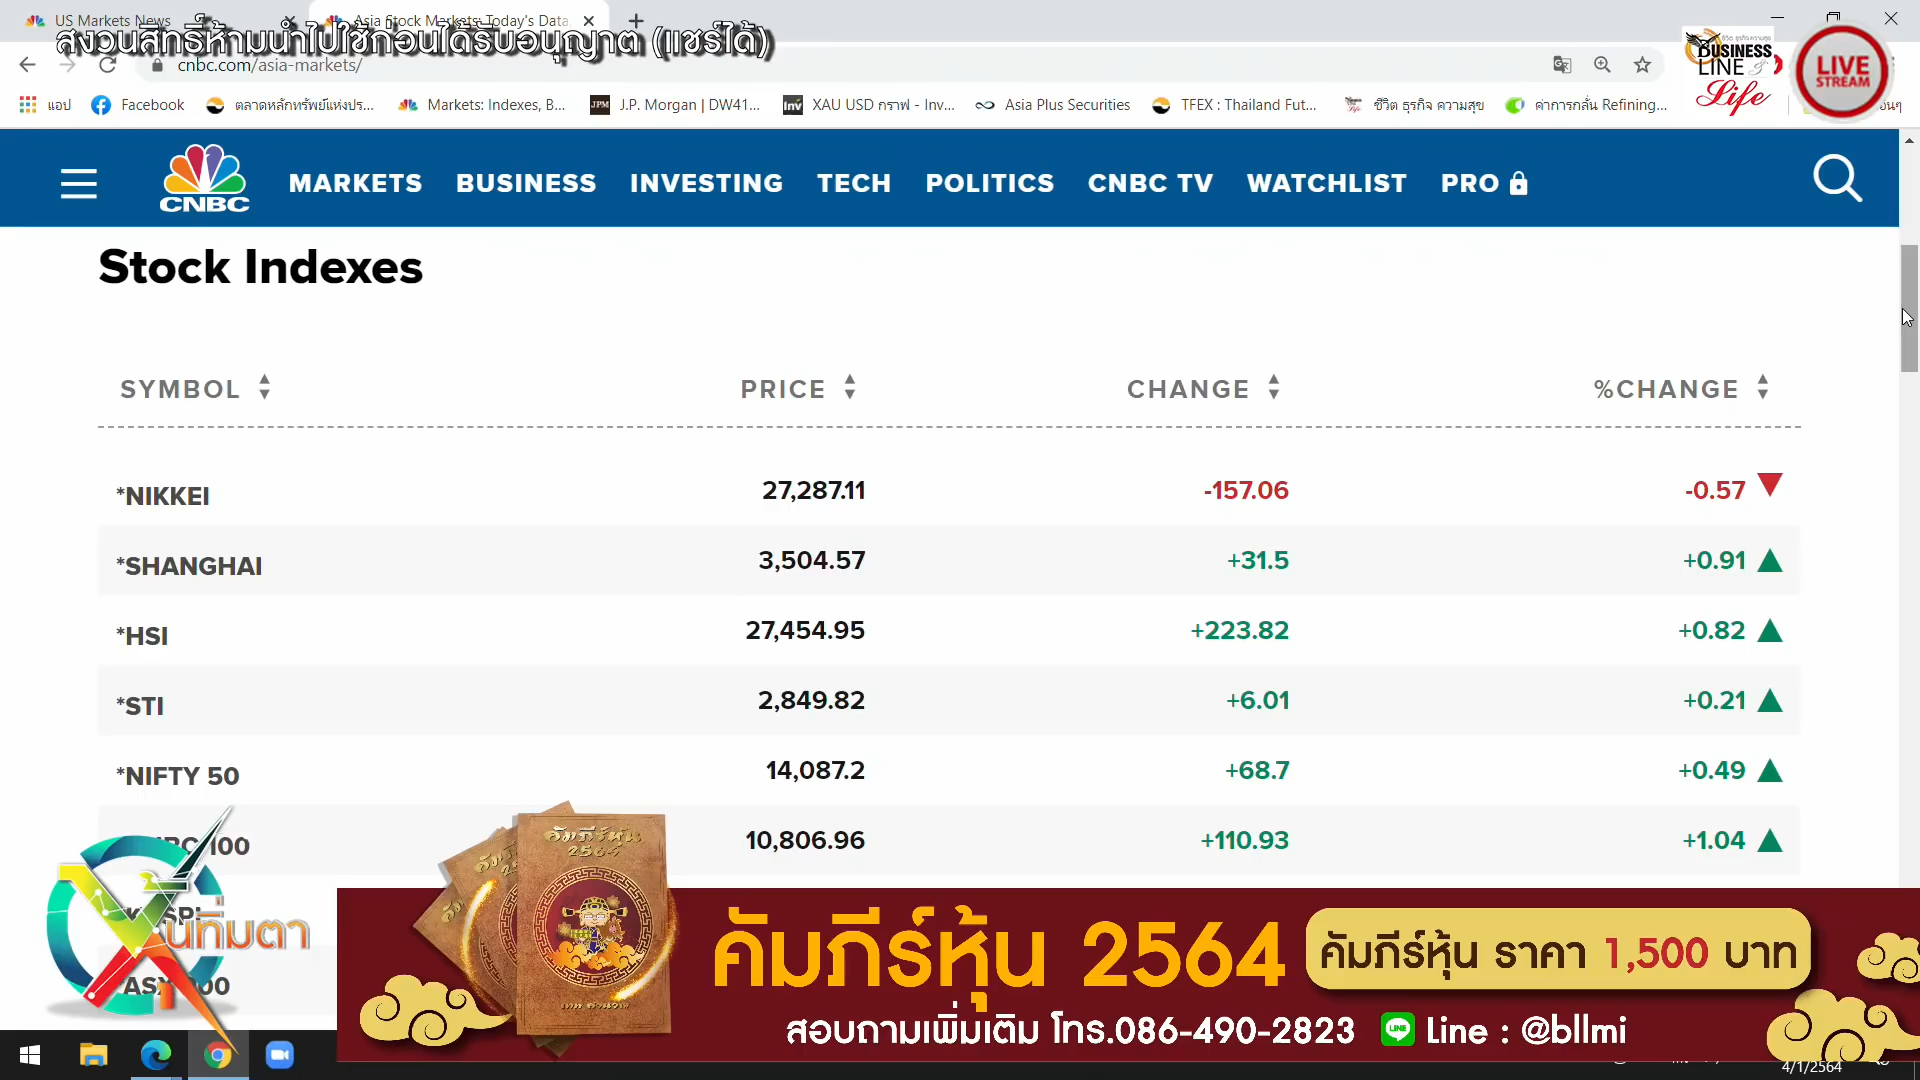 US Markets News
Asia Stock Markets: Today's Data
สงวนสิทธิ์ห้ามนำไปใช้ก่อนได้รับอนุญาต (แชร์ได้)
cnbc.com/asia-markets/
แอป Facebook ตลาดหลักทรัพย์แห่งปร... Markets: Indexes, B... J.P. Morgan | DW41... XAU USD กราฟ - Inv... Asia Plus Securities TFEX : Thailand Fut... ชีวิต ธุรกิจ ความสุข ค่าการกลั่น Refining...
BUSINESS
LINE &
Life
LIVE
STREAM
CNBC MARKETS BUSINESS INVESTING TECH POLITICS CNBC TV WATCHLIST PRO
Stock Indexes
SYMBOL PRICE CHANGE %CHANGE
*NIKKEI 27,287.11 -157.06 -0.57
*SHANGHAI 3,504.57 +31.5 +0.91
*HSI 27,454.95 +223.82 +0.82
*STI 2,849.82 +6.01 +0.21
*NIFTY 50 14,087.2 +68.7 +0.49
100 10,806.96 +110.93 +1.04
คัมภีร์หุ้น
2564
คัมภีร์หุ้น 2564
คัมภีร์หุ้น ราคา 1,500 บาท
สอบถามเพิ่มเติม โทร.086-490-2823 LINE Line : @bllmi
4/1/2564